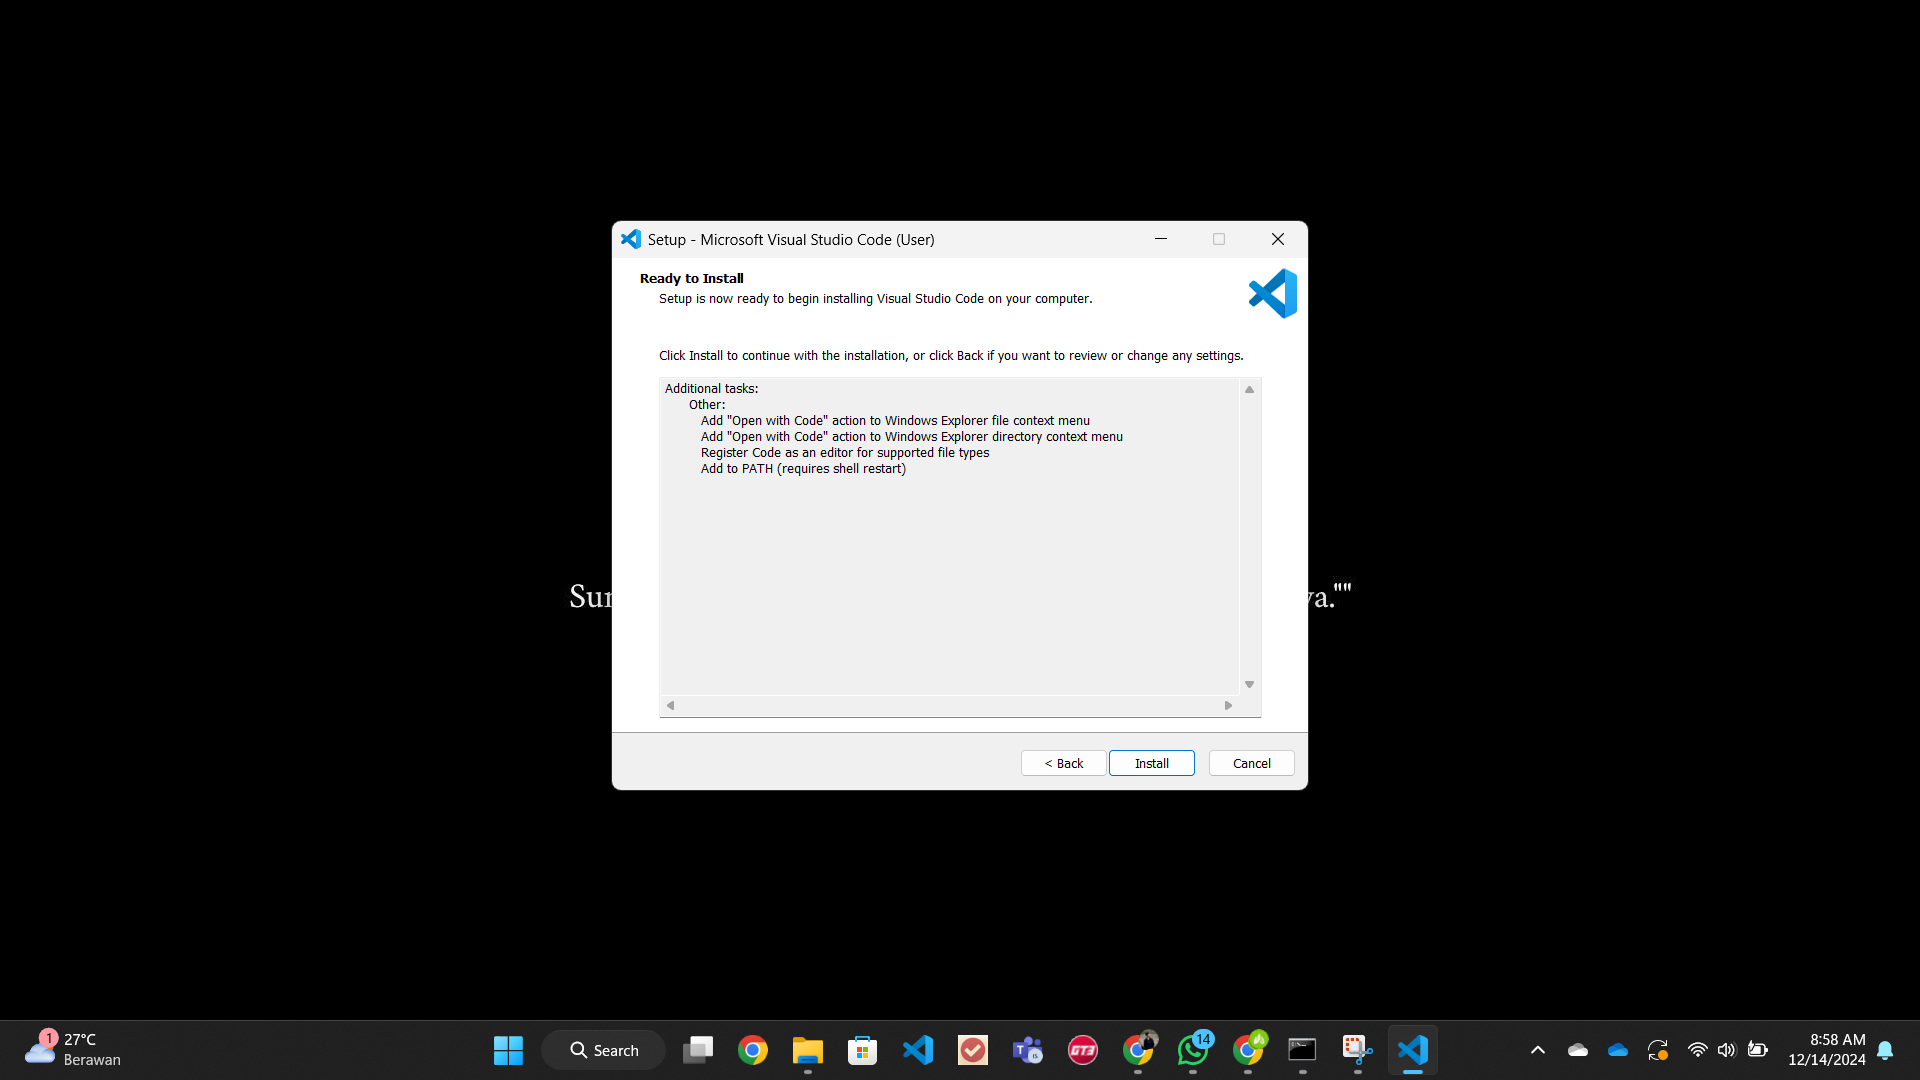 Setup - Microsoft Visual Studio Code (User)
Ready to Install
Setup is now ready to begin installing Visual Studio Code on your computer.
Click Install to continue with the installation, or click Back if you want to review or change any settings.
Additional tasks:
Other:
Add "Open with Code" action to Windows Explorer file context menu
Add "Open with Code" action to Windows Explorer directory context menu
Register Code as an editor for supported file types
Add to PATH (requires shell restart)
< Back
Install
Cancel
1
27°C
Berawan
Search
GT3
14
8:58 AM
12/14/2024